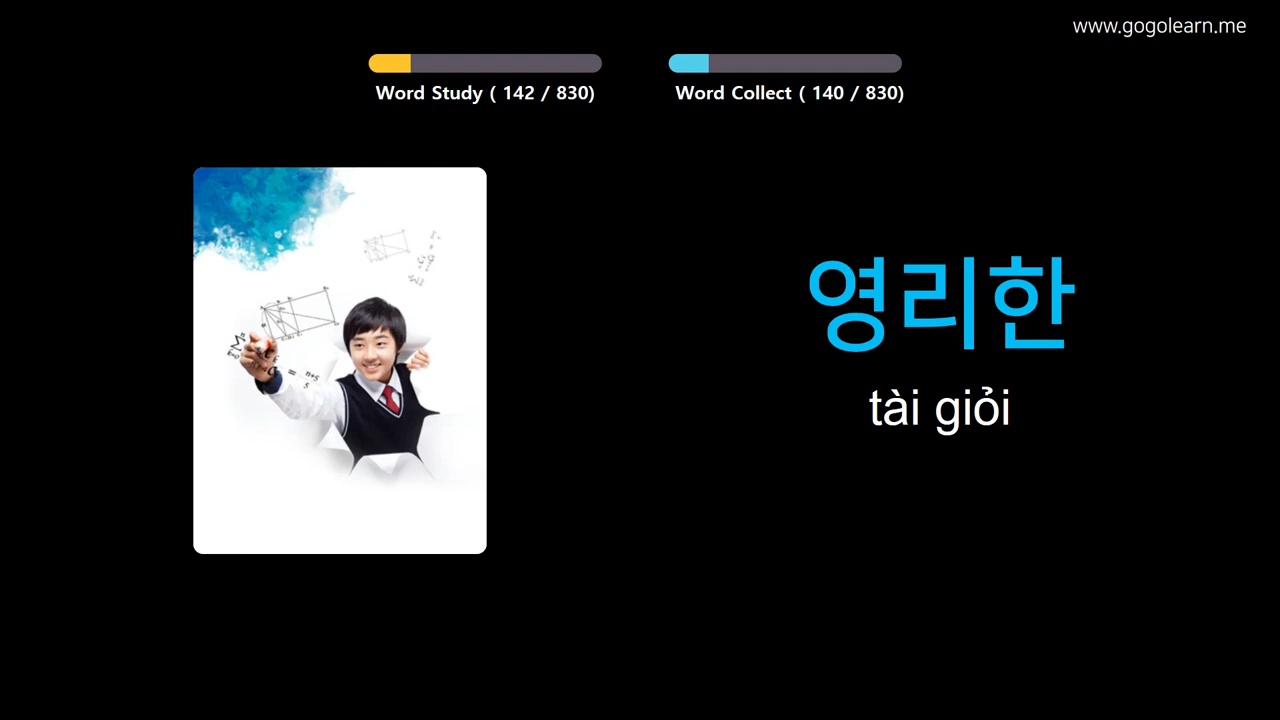 www.gogolearn.me
Word Study ( 142 / 830)
Word Collect ( 140 / 830)
영리한
tài giỏi